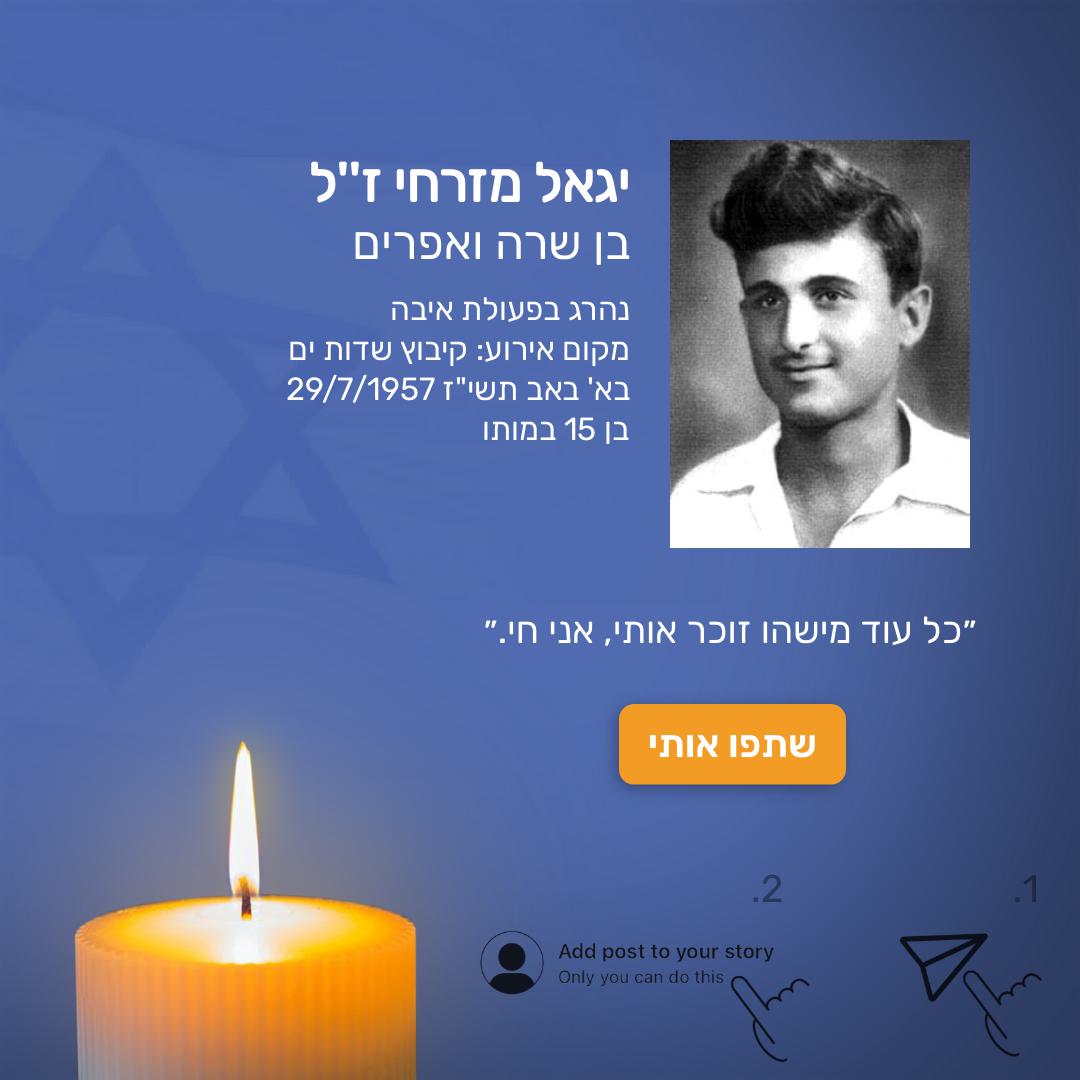 יגאל מזרחי ז"ל
בן שרה ואפרים
נהרג בפעולת איבה
מקום אירוע: קיבוץ שדות ים
בא' באב תשי"ז 29/7/1957
בן 15 במותו
״כל עוד מישהו זוכר אותי, אני חי.״
שתפו אותי
.1
.2
Add post to your story
Only you can do this